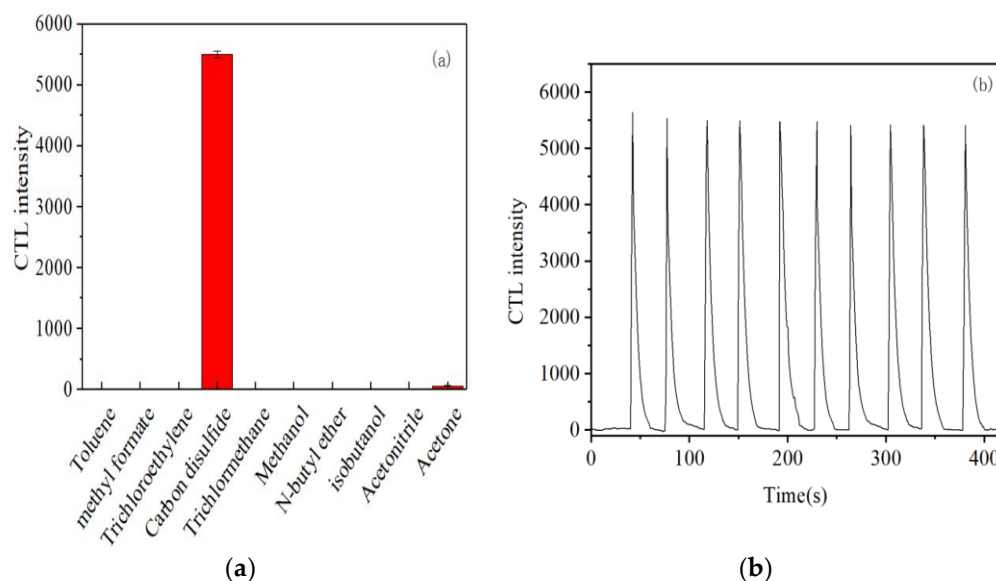 6000
5000
4000
3000
2000
1000
0
CTL intensity
(a)
Toluene
methyl formate
Trichloroethylene
Carbon disulfide
Trichlormethane
Methanol
N-butyl ether
isobutanol
Acetonitrile
Acetone
(a)
6000
5000
4000
3000
2000
1000
0
CTL intensity
(b)
0 100 200 300 400
Time(s)
(b)